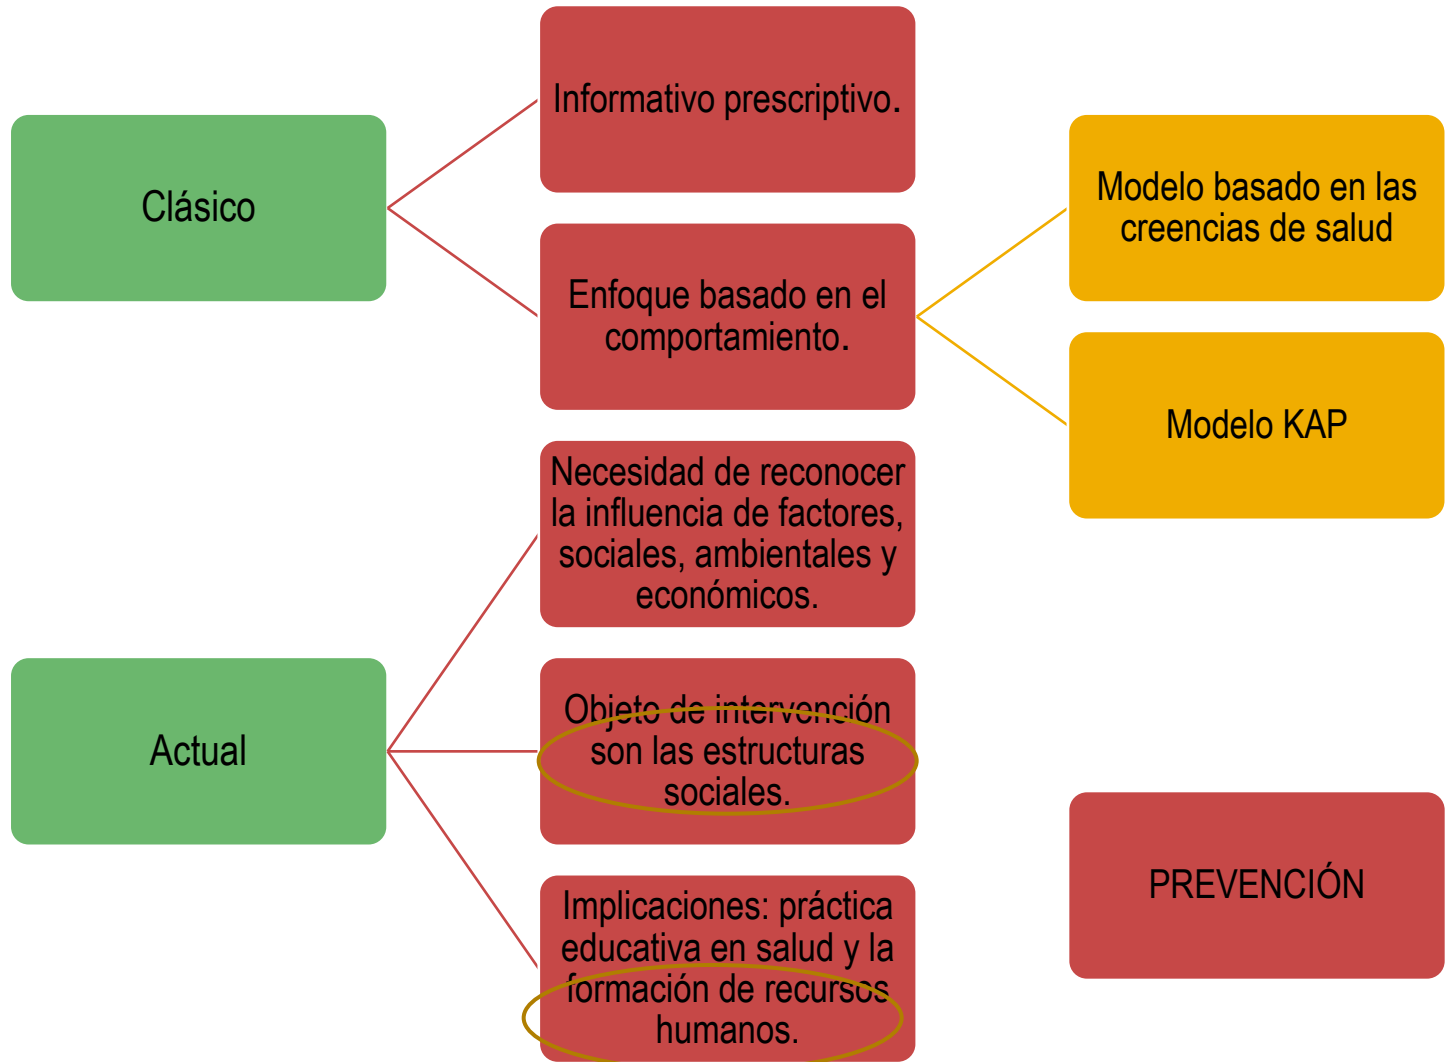 Clásico
Informativo prescriptivo.
Enfoque basado en el
comportamiento.
Modelo basado en las
creencias de salud
Modelo KAP
Actual
Necesidad de reconocer
la influencia de factores,
sociales, ambientales y
económicos.
Objeto de intervención
son las estructuras
sociales.
Implicaciones: práctica
educativa en salud y la
formación de recursos
humanos.
PREVENCIÓN